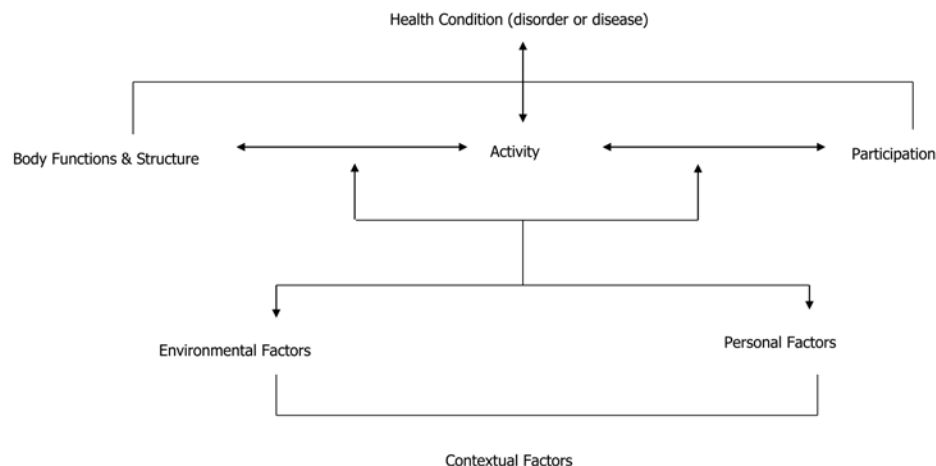 Health Condition (disorder or disease)
Body Functions & Structure
Activity
Participation
Environmental Factors
Personal Factors
Contextual Factors